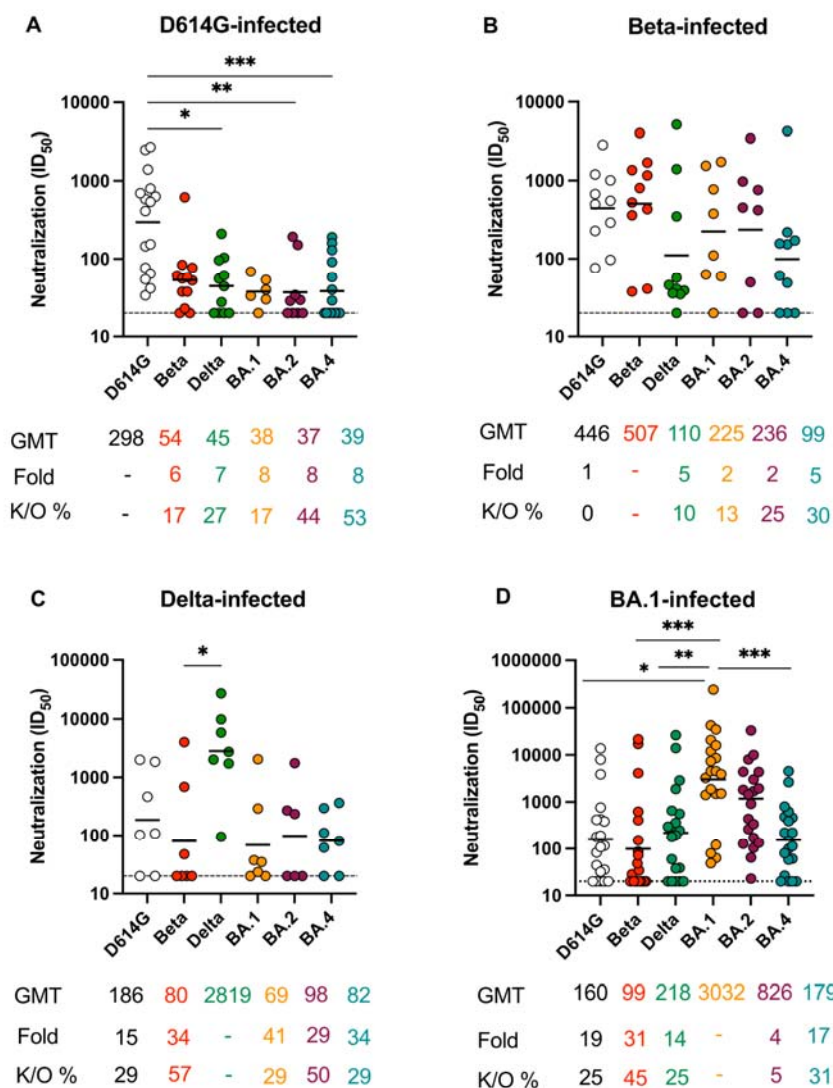 A
D614G-infected
***
**
*
Neutralization (ID50)
10000
1000
100
10
D614G Beta Delta BA.1 BA.2 BA.4
GMT 298 54 45 38 37 39
Fold - 6 7 8 8 8
K/O % - 17 27 17 44 53
B
Beta-infected
Neutralization (ID50)
10000
1000
100
10
D614G Beta Delta BA.1 BA.2 BA.4
GMT 446 507 110 225 236 99
Fold 1 - 5 2 2 5
K/O % 0 - 10 13 25 30
C
Delta-infected
*
Neutralization (ID50)
100000
10000
1000
100
10
D614G Beta Delta BA.1 BA.2 BA.4
GMT 186 80 2819 69 98 82
Fold 15 34 - 41 29 34
K/O % 29 57 - 29 50 29
D
BA.1-infected
***
* ** ***
Neutralization (ID50)
1000000
100000
10000
1000
100
10
D614G Beta Delta BA.1 BA.2 BA.4
GMT 160 99 218 3032 826 179
Fold 19 31 14 - 4 17
K/O % 25 45 25 - 5 31